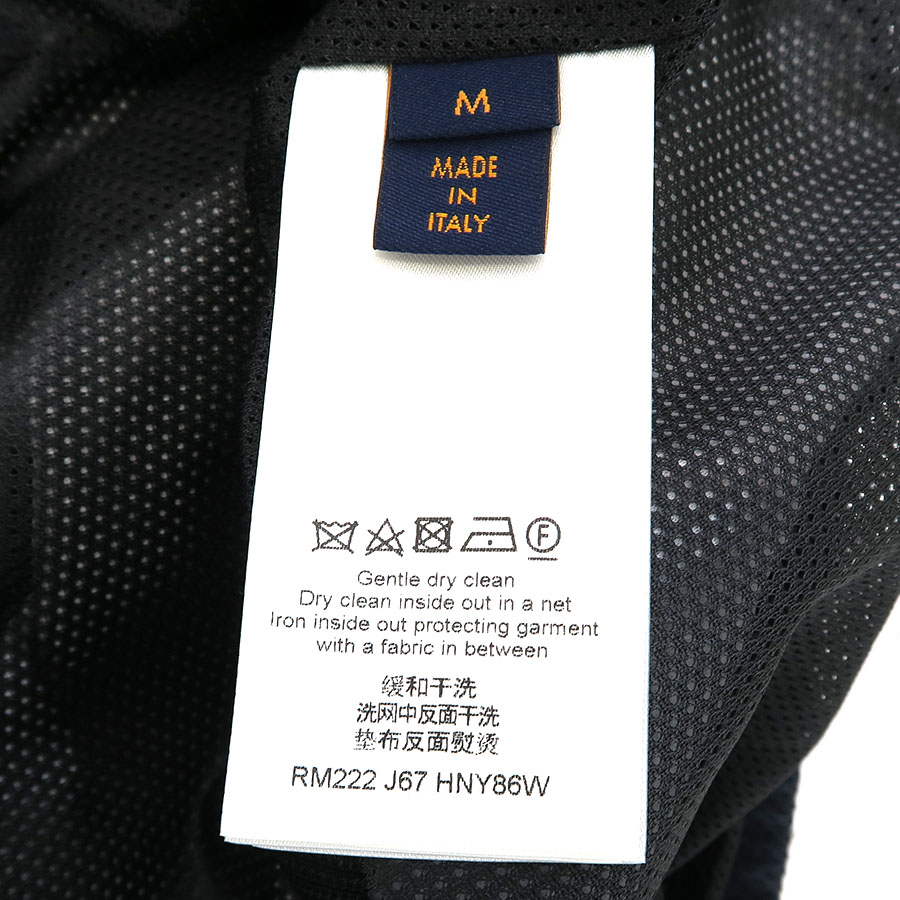 M
MADE
IN
ITALY
F
Gentle dry clean
Dry clean inside out in a net
Iron inside out protecting garment
with a fabric in between
缓和干洗
洗网中反面干洗
垫布反面熨烫
RM222 J67 HNY86W